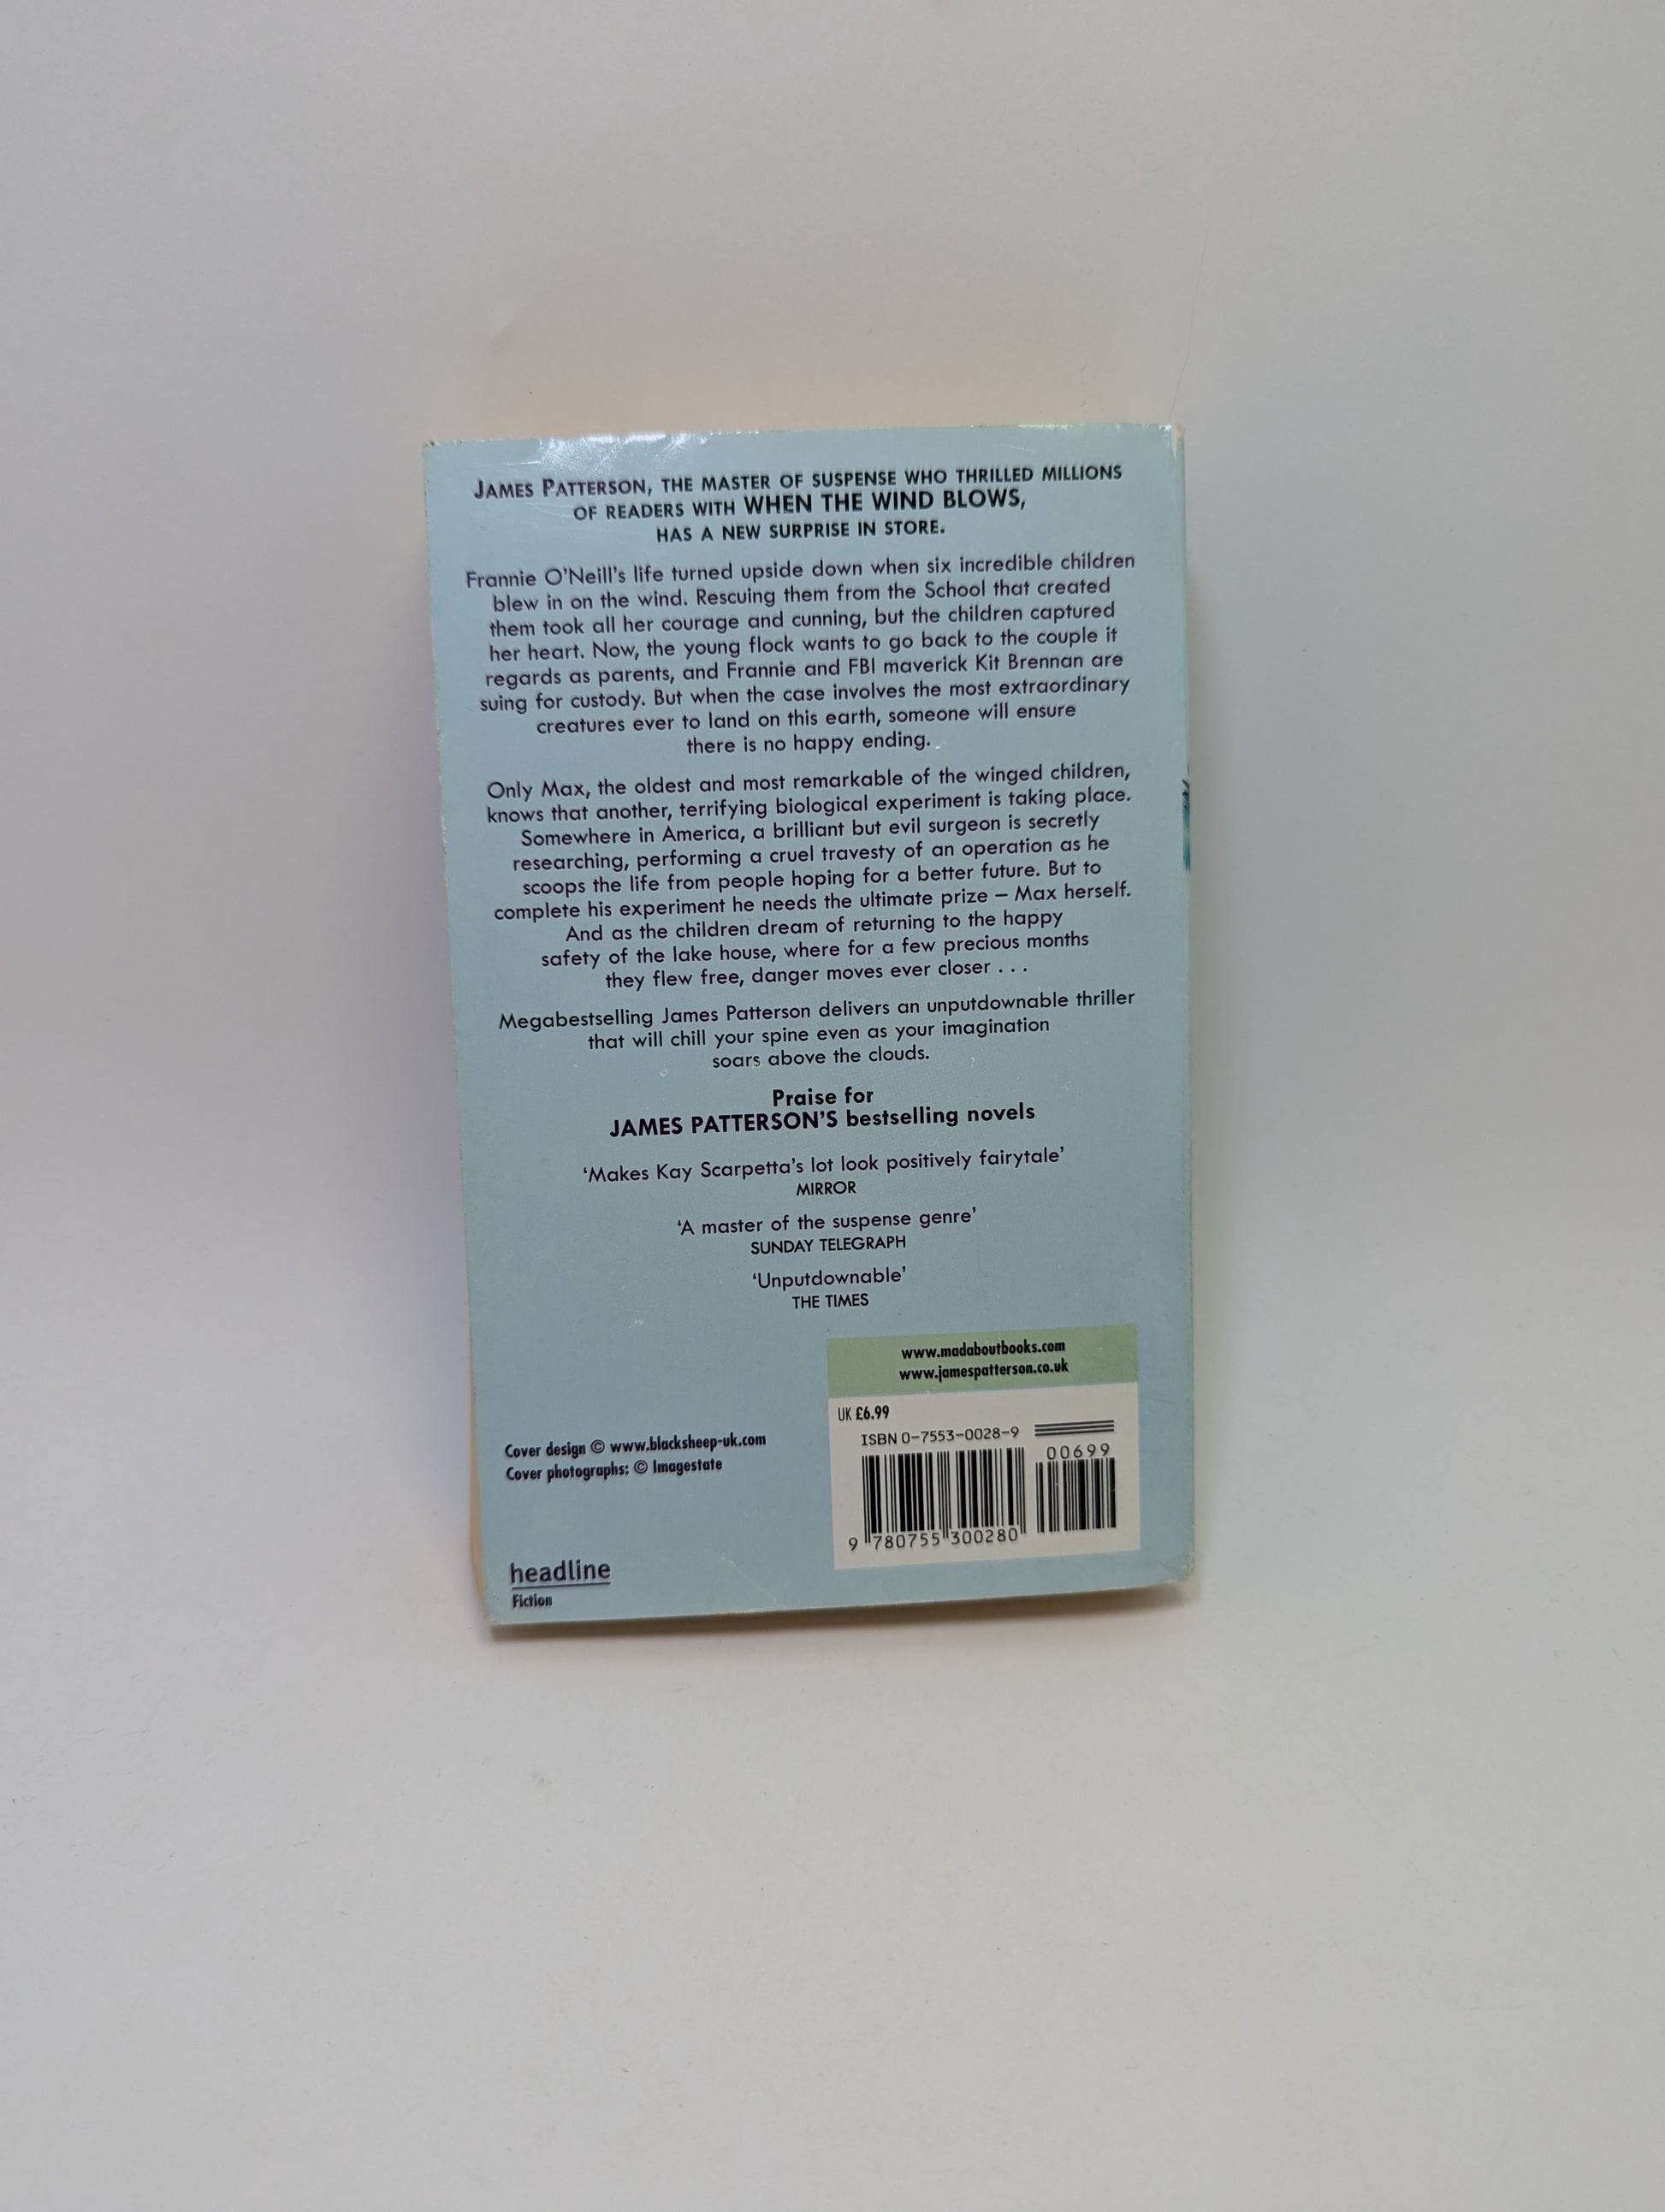 JAMES PATTERSON, THE MASTER OF SUSPENSE WHO THRILLED MILLIONS
OF READERS WITH WHEN THE WIND BLOWS,
HAS A NEW SURPRISE IN STORE.
Frannie O'Neill's life turned upside down when six incredible children
blew in on the wind. Rescuing them from the School that created
them took all her courage and cunning, but the children captured
her heart. Now, the young flock wants to go back to the couple it
regards as parents, and Frannie and FBI maverick Kit Brennan are
suing for custody. But when the case involves the most extraordinary
creatures ever to land on this earth, someone will ensure
there is no happy ending.
Only Max, the oldest and most remarkable of the winged children,
knows that another, terrifying biological experiment is taking place.
Somewhere in America, a brilliant but evil surgeon is secretly
researching, performing a cruel travesty of an operation as he
scoops the life from people hoping for a better future. But to
complete his experiment he needs the ultimate prize – Max herself.
And as the children dream of returning to the happy
safety of the lake house, where for a few precious months
they flew free, danger moves ever closer . . .
Megabestselling James Patterson delivers an unputdownable thriller
that will chill your spine even as your imagination
soars above the clouds.
Praise for
JAMES PATTERSON'S bestselling novels
'Makes Kay Scarpetta's lot look positively fairytale'
MIRROR
'A master of the suspense genre'
SUNDAY TELEGRAPH
'Unputdownable'
THE TIMES
www.madaboutbooks.com
www.jamespatterson.co.uk
UK £6.99
ISBN 0-7553-0028-9
00699
9 780755 300280
Cover design © www.blacksheep-uk.com
Cover photographs: © Imagestate
headline
Fiction